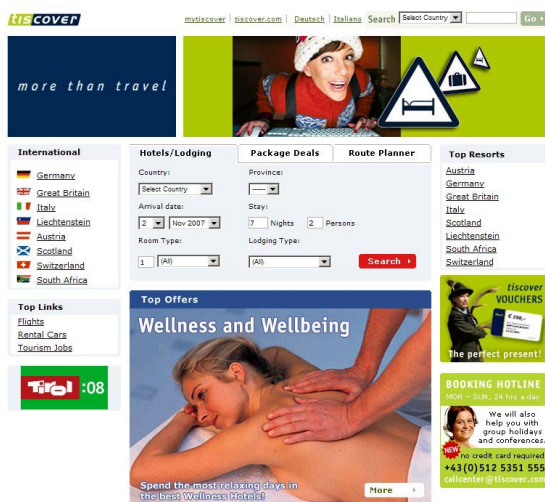 tiscover
mytiscover | tiscover.com | Deutsch | Italiano Search Select Country Go
more than travel
International
Germany
Great Britain
Italy
Liechtenstein
Austria
Scotland
Switzerland
South Africa
Top Links
Flights
Rental Cars
Tourism Jobs
Tirol :08
Hotels/Lodging Package Deals Route Planner
Country: Province:
Select Country -----
Arrival date: Stay:
2 Nov 2007 7 Nights 2 Persons
Room Type: Lodging Type:
1 (All) (All) Search
Top Offers
Wellness and Wellbeing
Spend the most relaxing days in
the best Wellness Hotels!
More
Top Resorts
Austria
Germany
Great Britain
Italy
Scotland
Liechtenstein
South Africa
Switzerland
tiscover
VOUCHERS
The perfect present!
BOOKING HOTLINE
MON - SUN, 24 hrs a day
We will also
help you with
group holidays
and conferences.
NEW
no credit card required
+43(0)512 5351 555
callcenter@tiscover.com